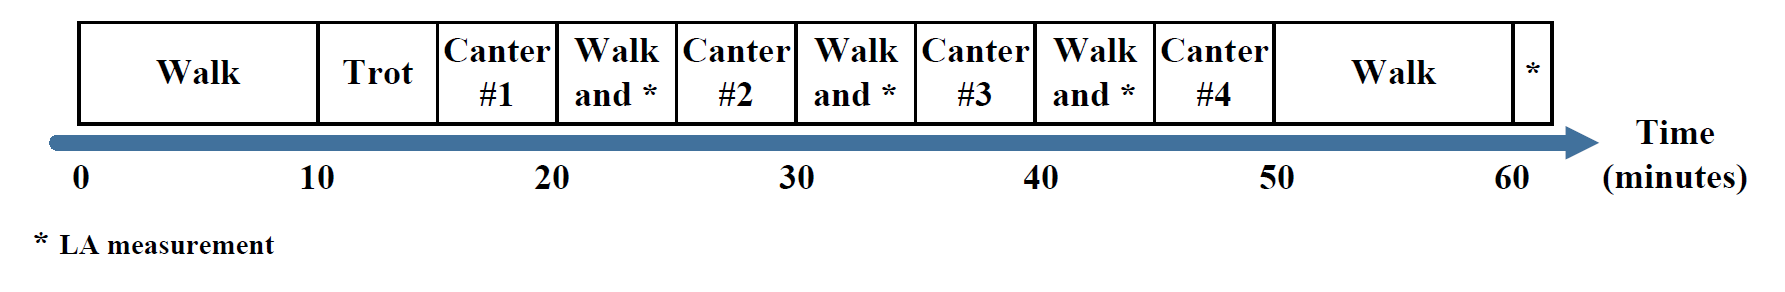 Walk
Trot
Canter
#1
Walk
and *
Canter
#2
Walk
and *
Canter
#3
Walk
and *
Canter
#4
Walk
*
0
10
20
30
40
50
60
Time
(minutes)
* LA measurement